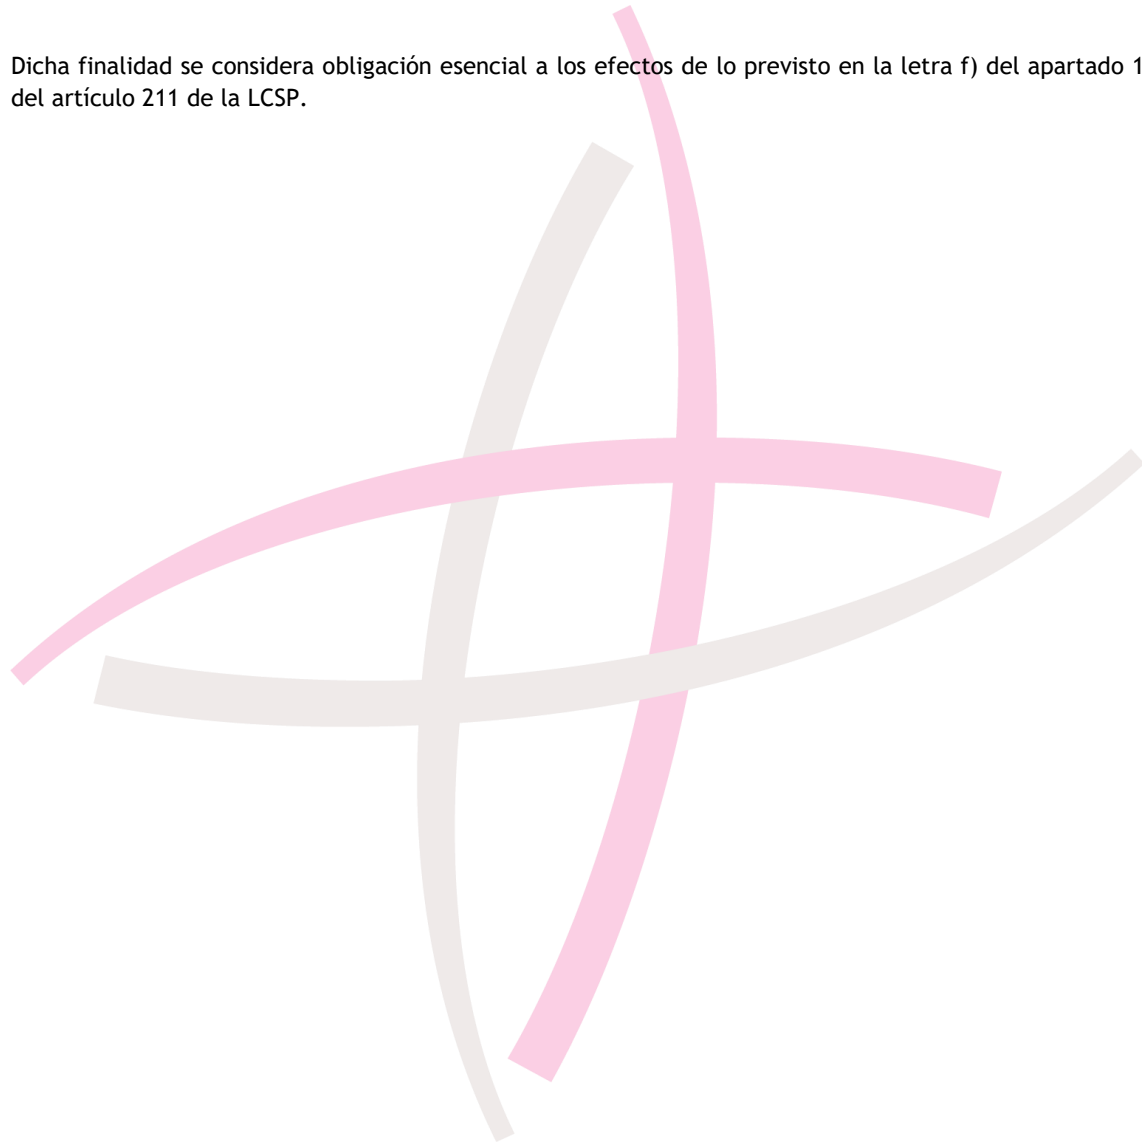 Dicha finalidad se considera obligación esencial a los efectos de lo previsto en la letra f) del apartado 1
del artículo 211 de la LCSP.